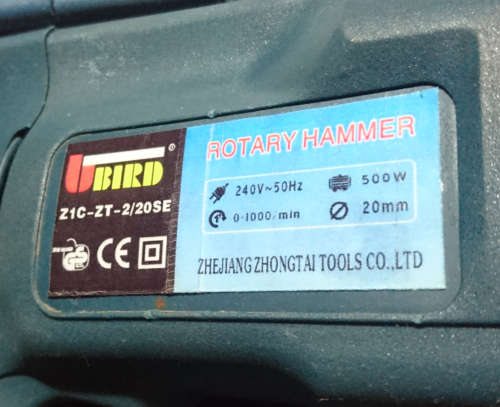 UBIRD®
Z1C-ZT-2/20SE
CE
ROTARY HAMMER
240V~50Hz
500W
0-1000/min
20mm
ZHEJIANG ZHONGTAI TOOLS CO.,LTD